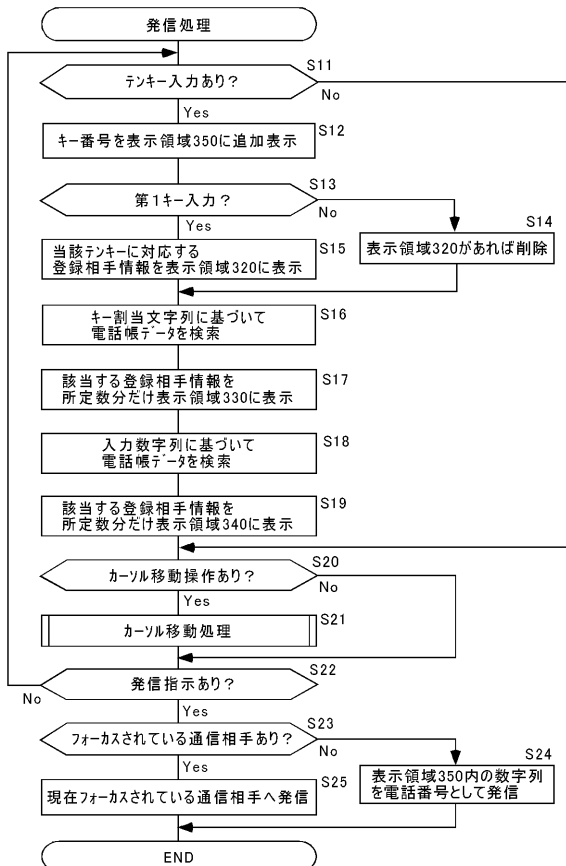 発信処理
テンキー入力あり？
S11
No
Yes
キー番号を表示領域350に追加表示
S12
第1キー入力？
S13
No
Yes
S14
表示領域320があれば削除
当該テンキーに対応する
登録相手情報を表示領域320に表示
S15
キー割当文字列に基づいて
電話帳データを検索
S16
該当する登録相手情報を
所定数分だけ表示領域330に表示
S17
入力数字列に基づいて
電話帳データを検索
S18
該当する登録相手情報を
所定数分だけ表示領域340に表示
S19
カーソル移動操作あり？
S20
No
Yes
カーソル移動処理
S21
発信指示あり？
S22
No
Yes
フォーカスされている通信相手あり？
S23
No
Yes
S24
表示領域350内の数字列
を電話番号として発信
現在フォーカスされている通信相手へ発信
S25
END